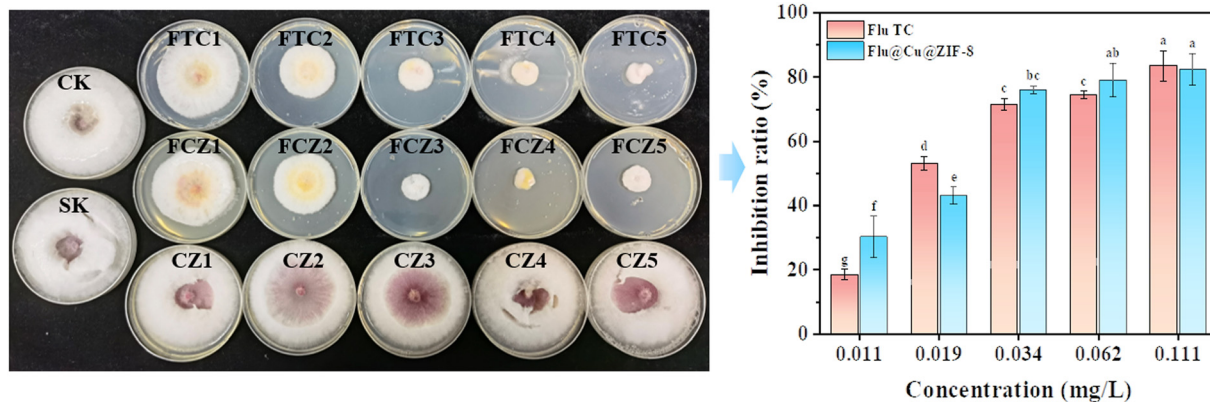 CK
SK
FTC1 FTC2 FTC3 FTC4 FTC5
FCZ1 FCZ2 FCZ3 FCZ4 FCZ5
CZ1 CZ2 CZ3 CZ4 CZ5
Inhibition ratio (%)
100
80
60
40
20
0
Flu TC
Flu@Cu@ZIF-8
g
f
d
e
c
bc
c
ab
a
a
0.011 0.019 0.034 0.062 0.111
Concentration (mg/L)